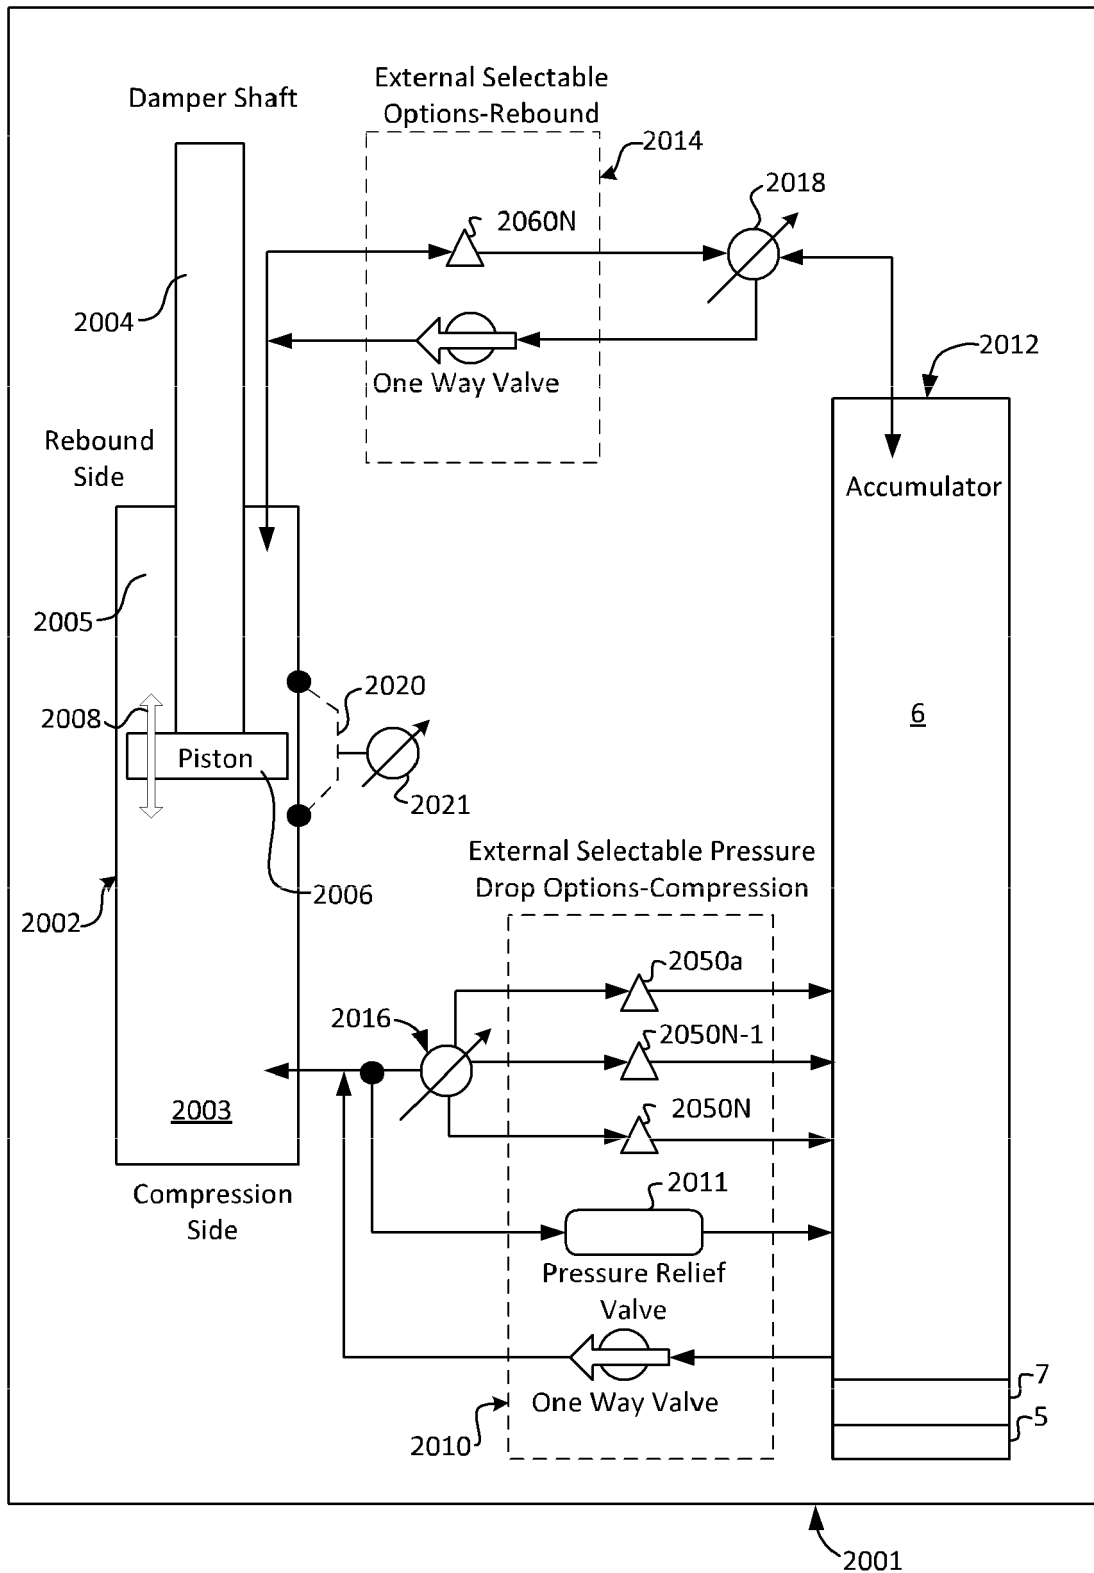 External Selectable
Options-Rebound
Damper Shaft
2014
2018
2060N
2004
2012
One Way Valve
Rebound
Side
Accumulator
2005
2020
2008
6
Piston
2021
External Selectable Pressure
Drop Options-Compression
2006
2002
2050a
2016
2050N-1
2003
2050N
2011
Compression
Side
Pressure Relief
Valve
7
One Way Valve
5
2010
2001